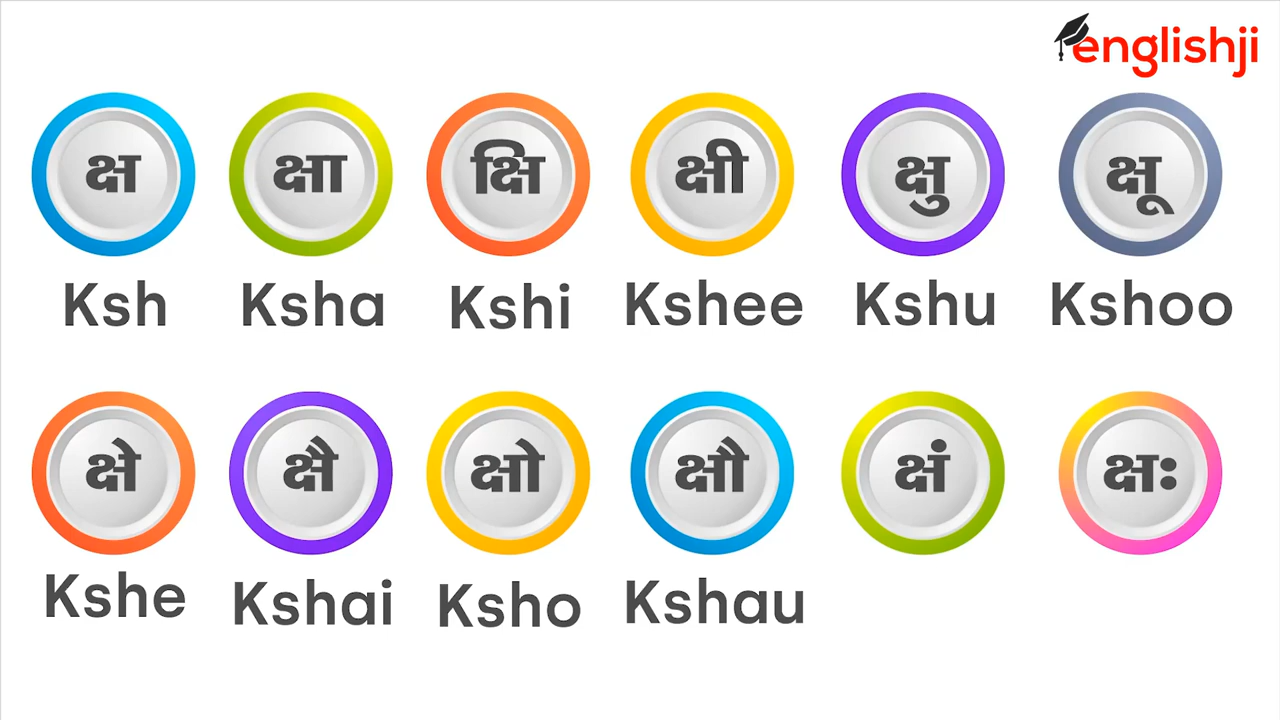 englishji
क्ष क्षा क्षि क्षी क्षु क्षू
Ksh Ksha Kshi Kshee Kshu Kshoo
क्षे क्षै क्षो क्षौ क्षं क्षः
Kshe Kshai Ksho Kshau